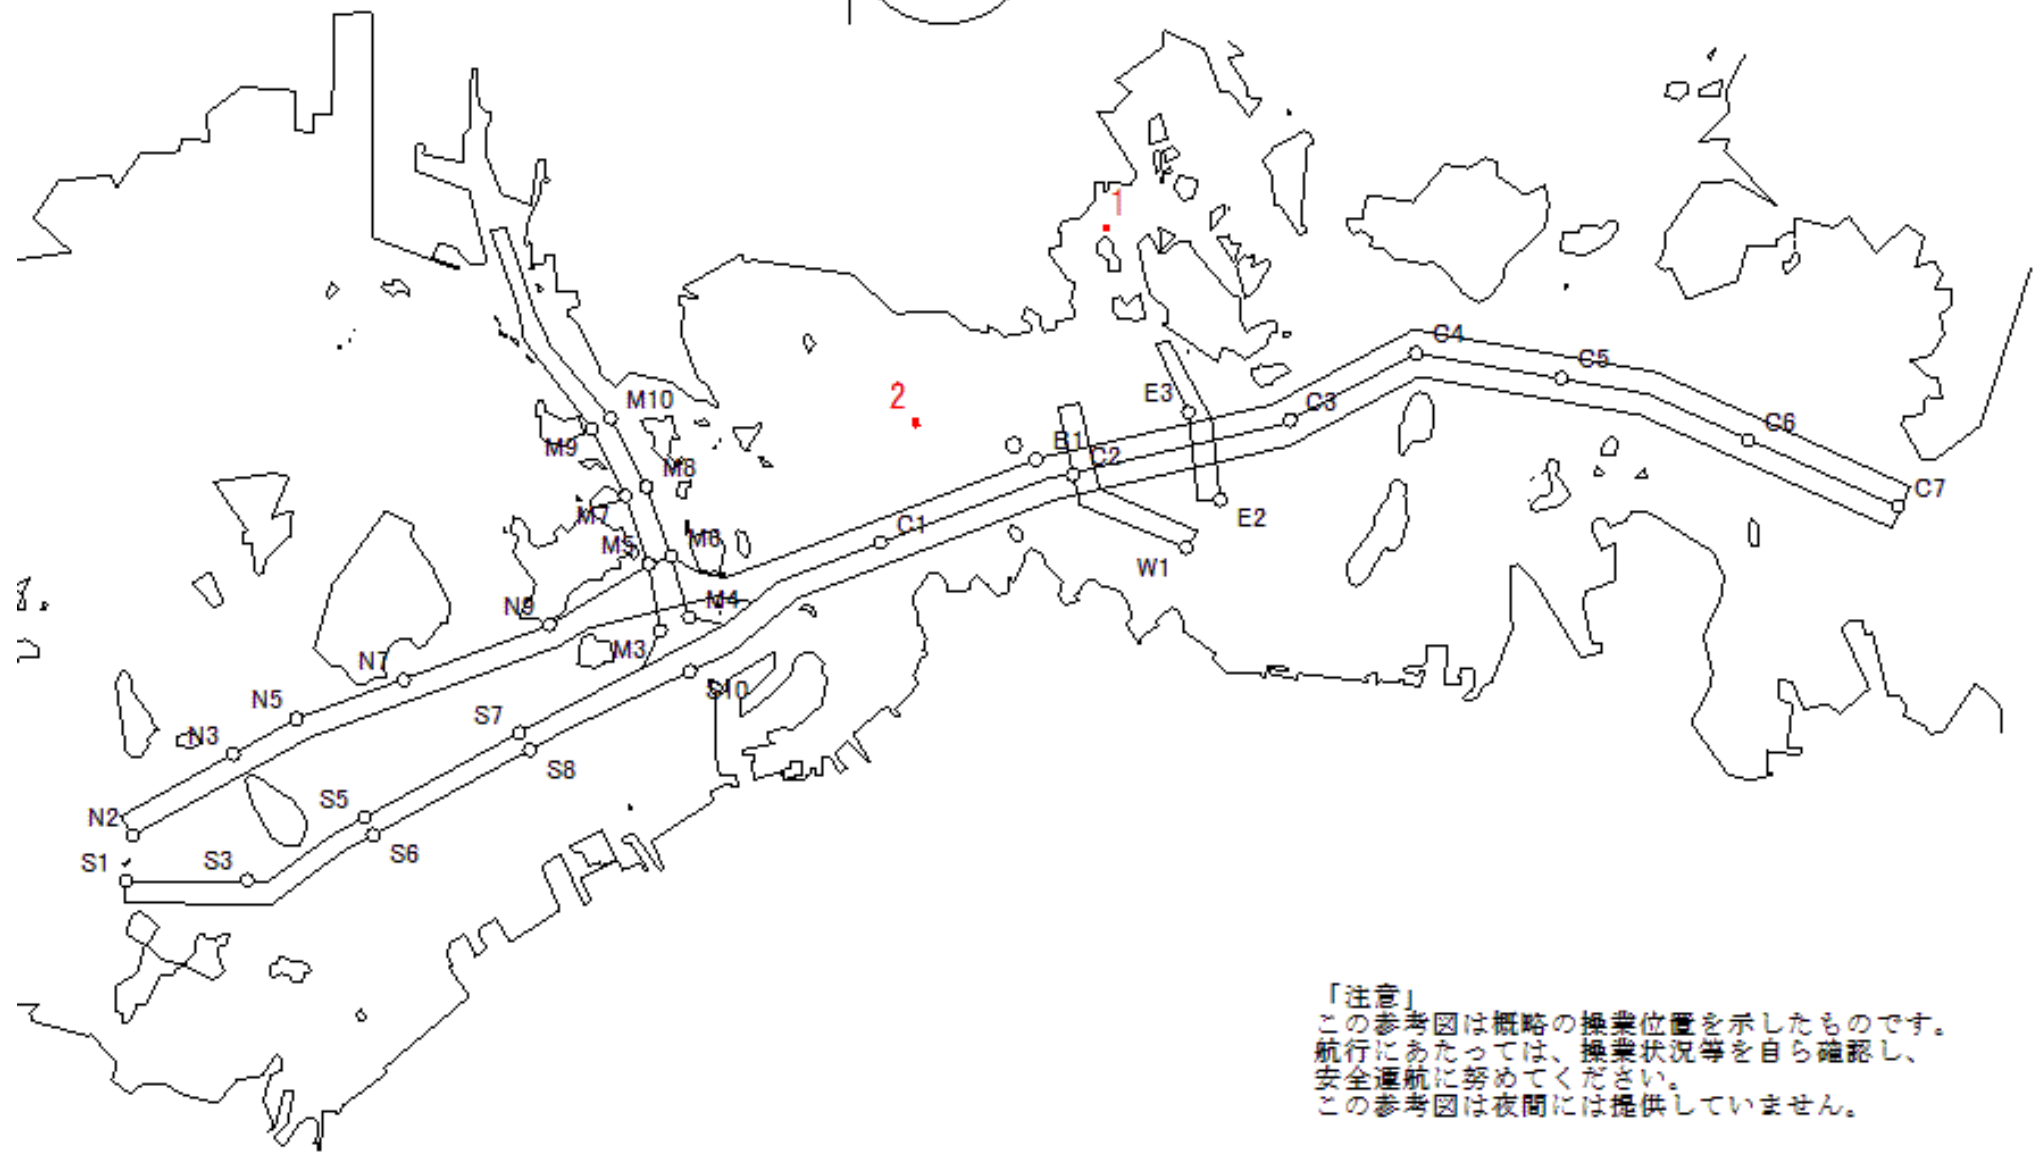 1
C4
C5
2
M10
E3
C3
C6
M9
B1
C2
M8
C7
M7
E2
C1
M5
M6
W1
N9
M4
M3
N7
S10
N5
S7
N3
S8
S5
N2
S6
S1
S3
「注意」
この参考図は概略の操業位置を示したものです。
航行にあたっては、操業状況等を自ら確認し、
安全運航に努めてください。
この参考図は夜間には提供していません。